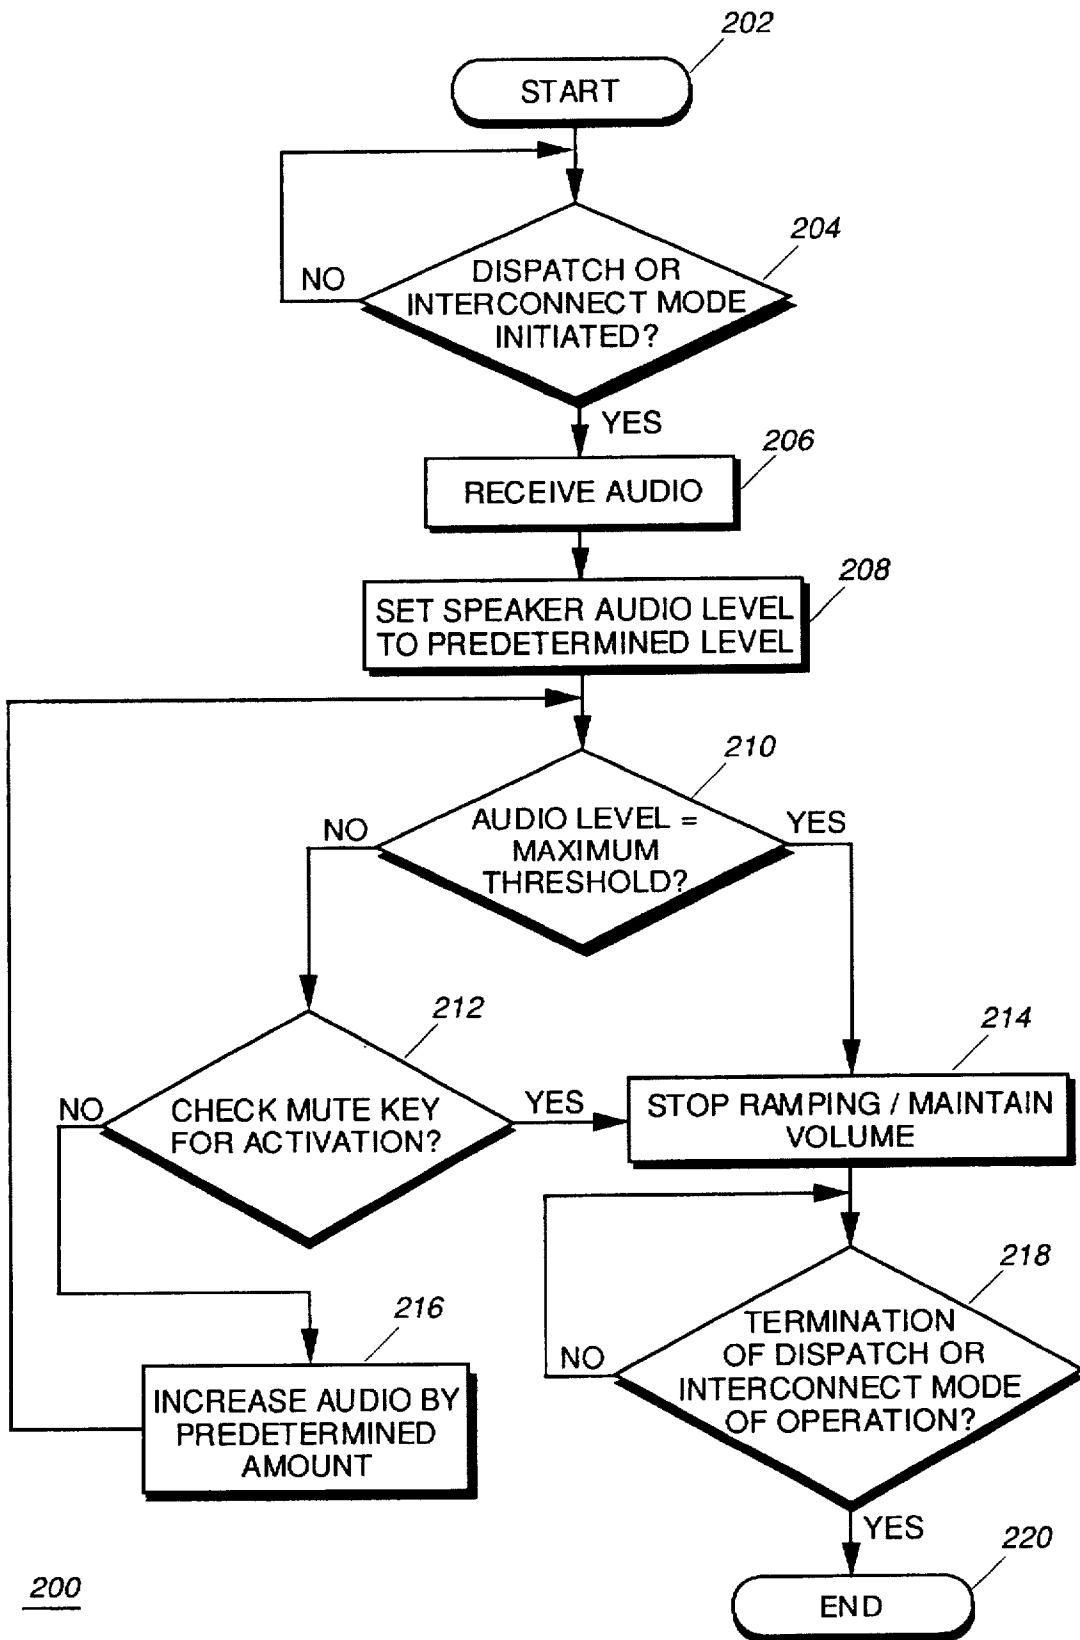 202
START
204
NO
DISPATCH OR
INTERCONNECT MODE
INITIATED?
YES
206
RECEIVE AUDIO
208
SET SPEAKER AUDIO LEVEL
TO PREDETERMINED LEVEL
210
NO
AUDIO LEVEL =
MAXIMUM
THRESHOLD?
YES
212
214
NO
CHECK MUTE KEY
FOR ACTIVATION?
YES
STOP RAMPING / MAINTAIN
VOLUME
216
218
INCREASE AUDIO BY
PREDETERMINED
AMOUNT
NO
TERMINATION
OF DISPATCH OR
INTERCONNECT MODE
OF OPERATION?
YES
220
END
200